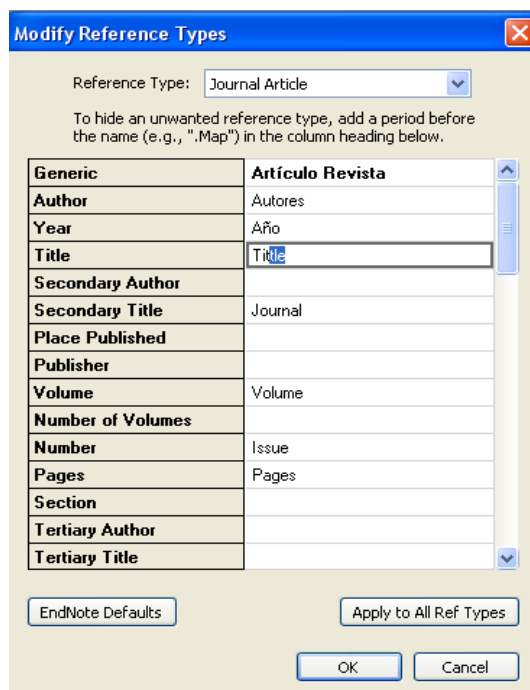 Modify Reference Types
Reference Type: Journal Article
To hide an unwanted reference type, add a period before
the name (e.g., ".Map") in the column heading below.
Generic Artículo Revista
Author Autores
Year Año
Title Title
Secondary Author
Secondary Title Journal
Place Published
Publisher
Volume Volume
Number of Volumes
Number Issue
Pages Pages
Section
Tertiary Author
Tertiary Title
EndNote Defaults Apply to All Ref Types
OK Cancel